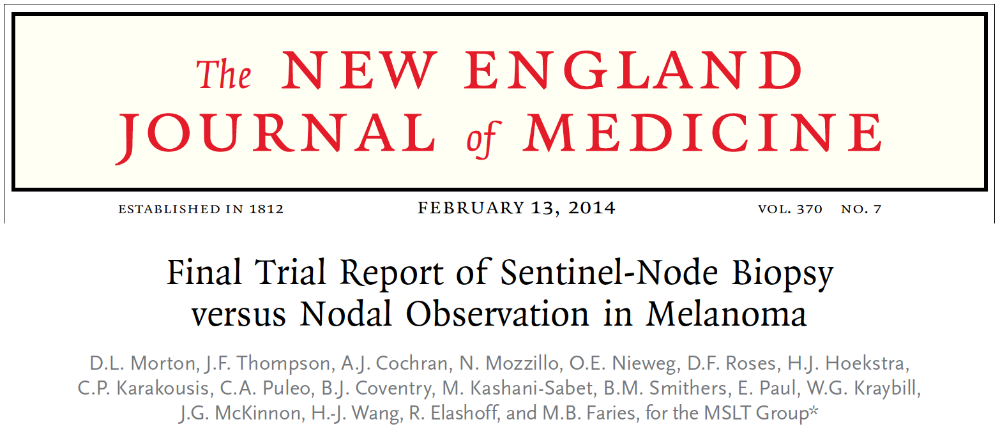 The NEW ENGLAND
JOURNAL of MEDICINE
ESTABLISHED IN 1812 FEBRUARY 13, 2014 VOL. 370 NO. 7
Final Trial Report of Sentinel-Node Biopsy
versus Nodal Observation in Melanoma
D.L. Morton, J.F. Thompson, A.J. Cochran, N. Mozzillo, O.E. Nieweg, D.F. Roses, H.J. Hoekstra,
C.P. Karakousis, C.A. Puleo, B.J. Coventry, M. Kashani-Sabet, B.M. Smithers, E. Paul, W.G. Kraybill,
J.G. McKinnon, H.-J. Wang, R. Elashoff, and M.B. Faries, for the MSLT Group*